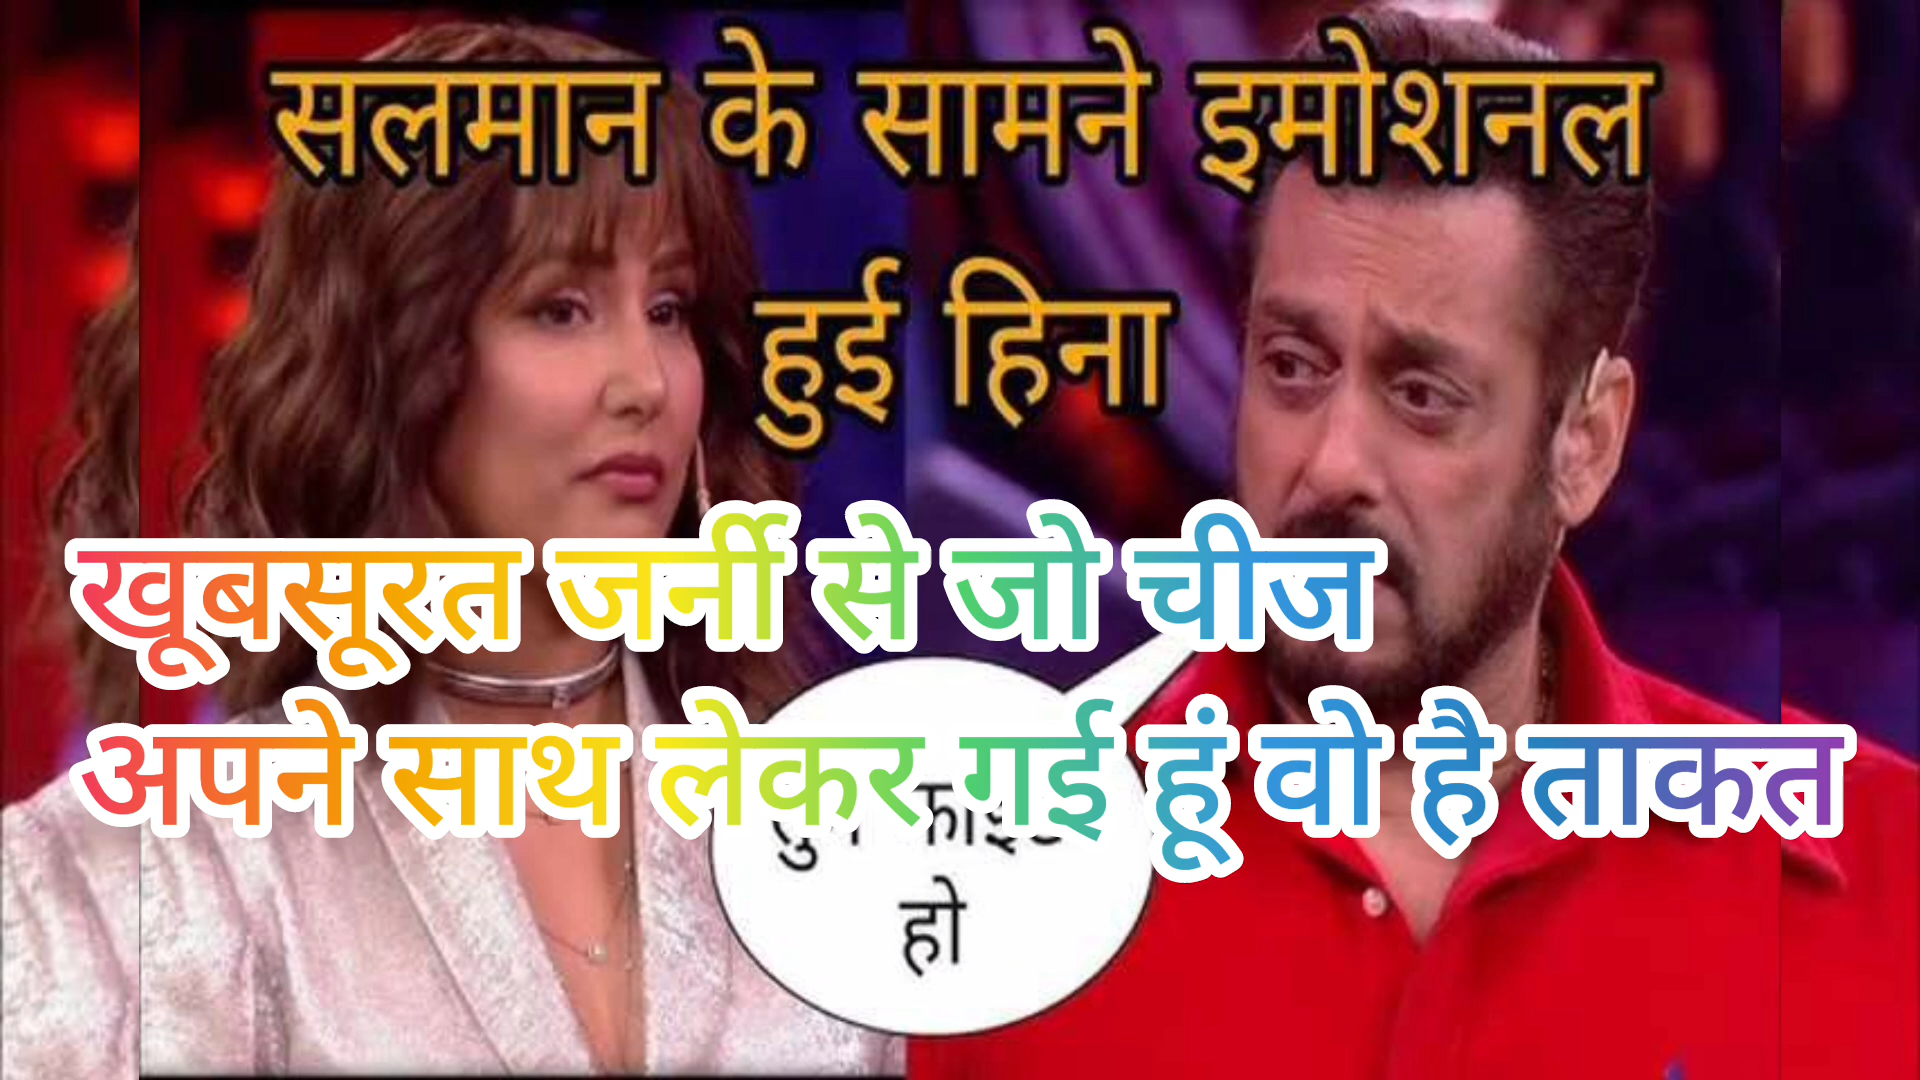 सलमान के सामने इमोशनल
हुई हिना
खूबसूरत जर्नी से जो चीज
अपने साथ लेकर गई हूं वो है ताकत
हो